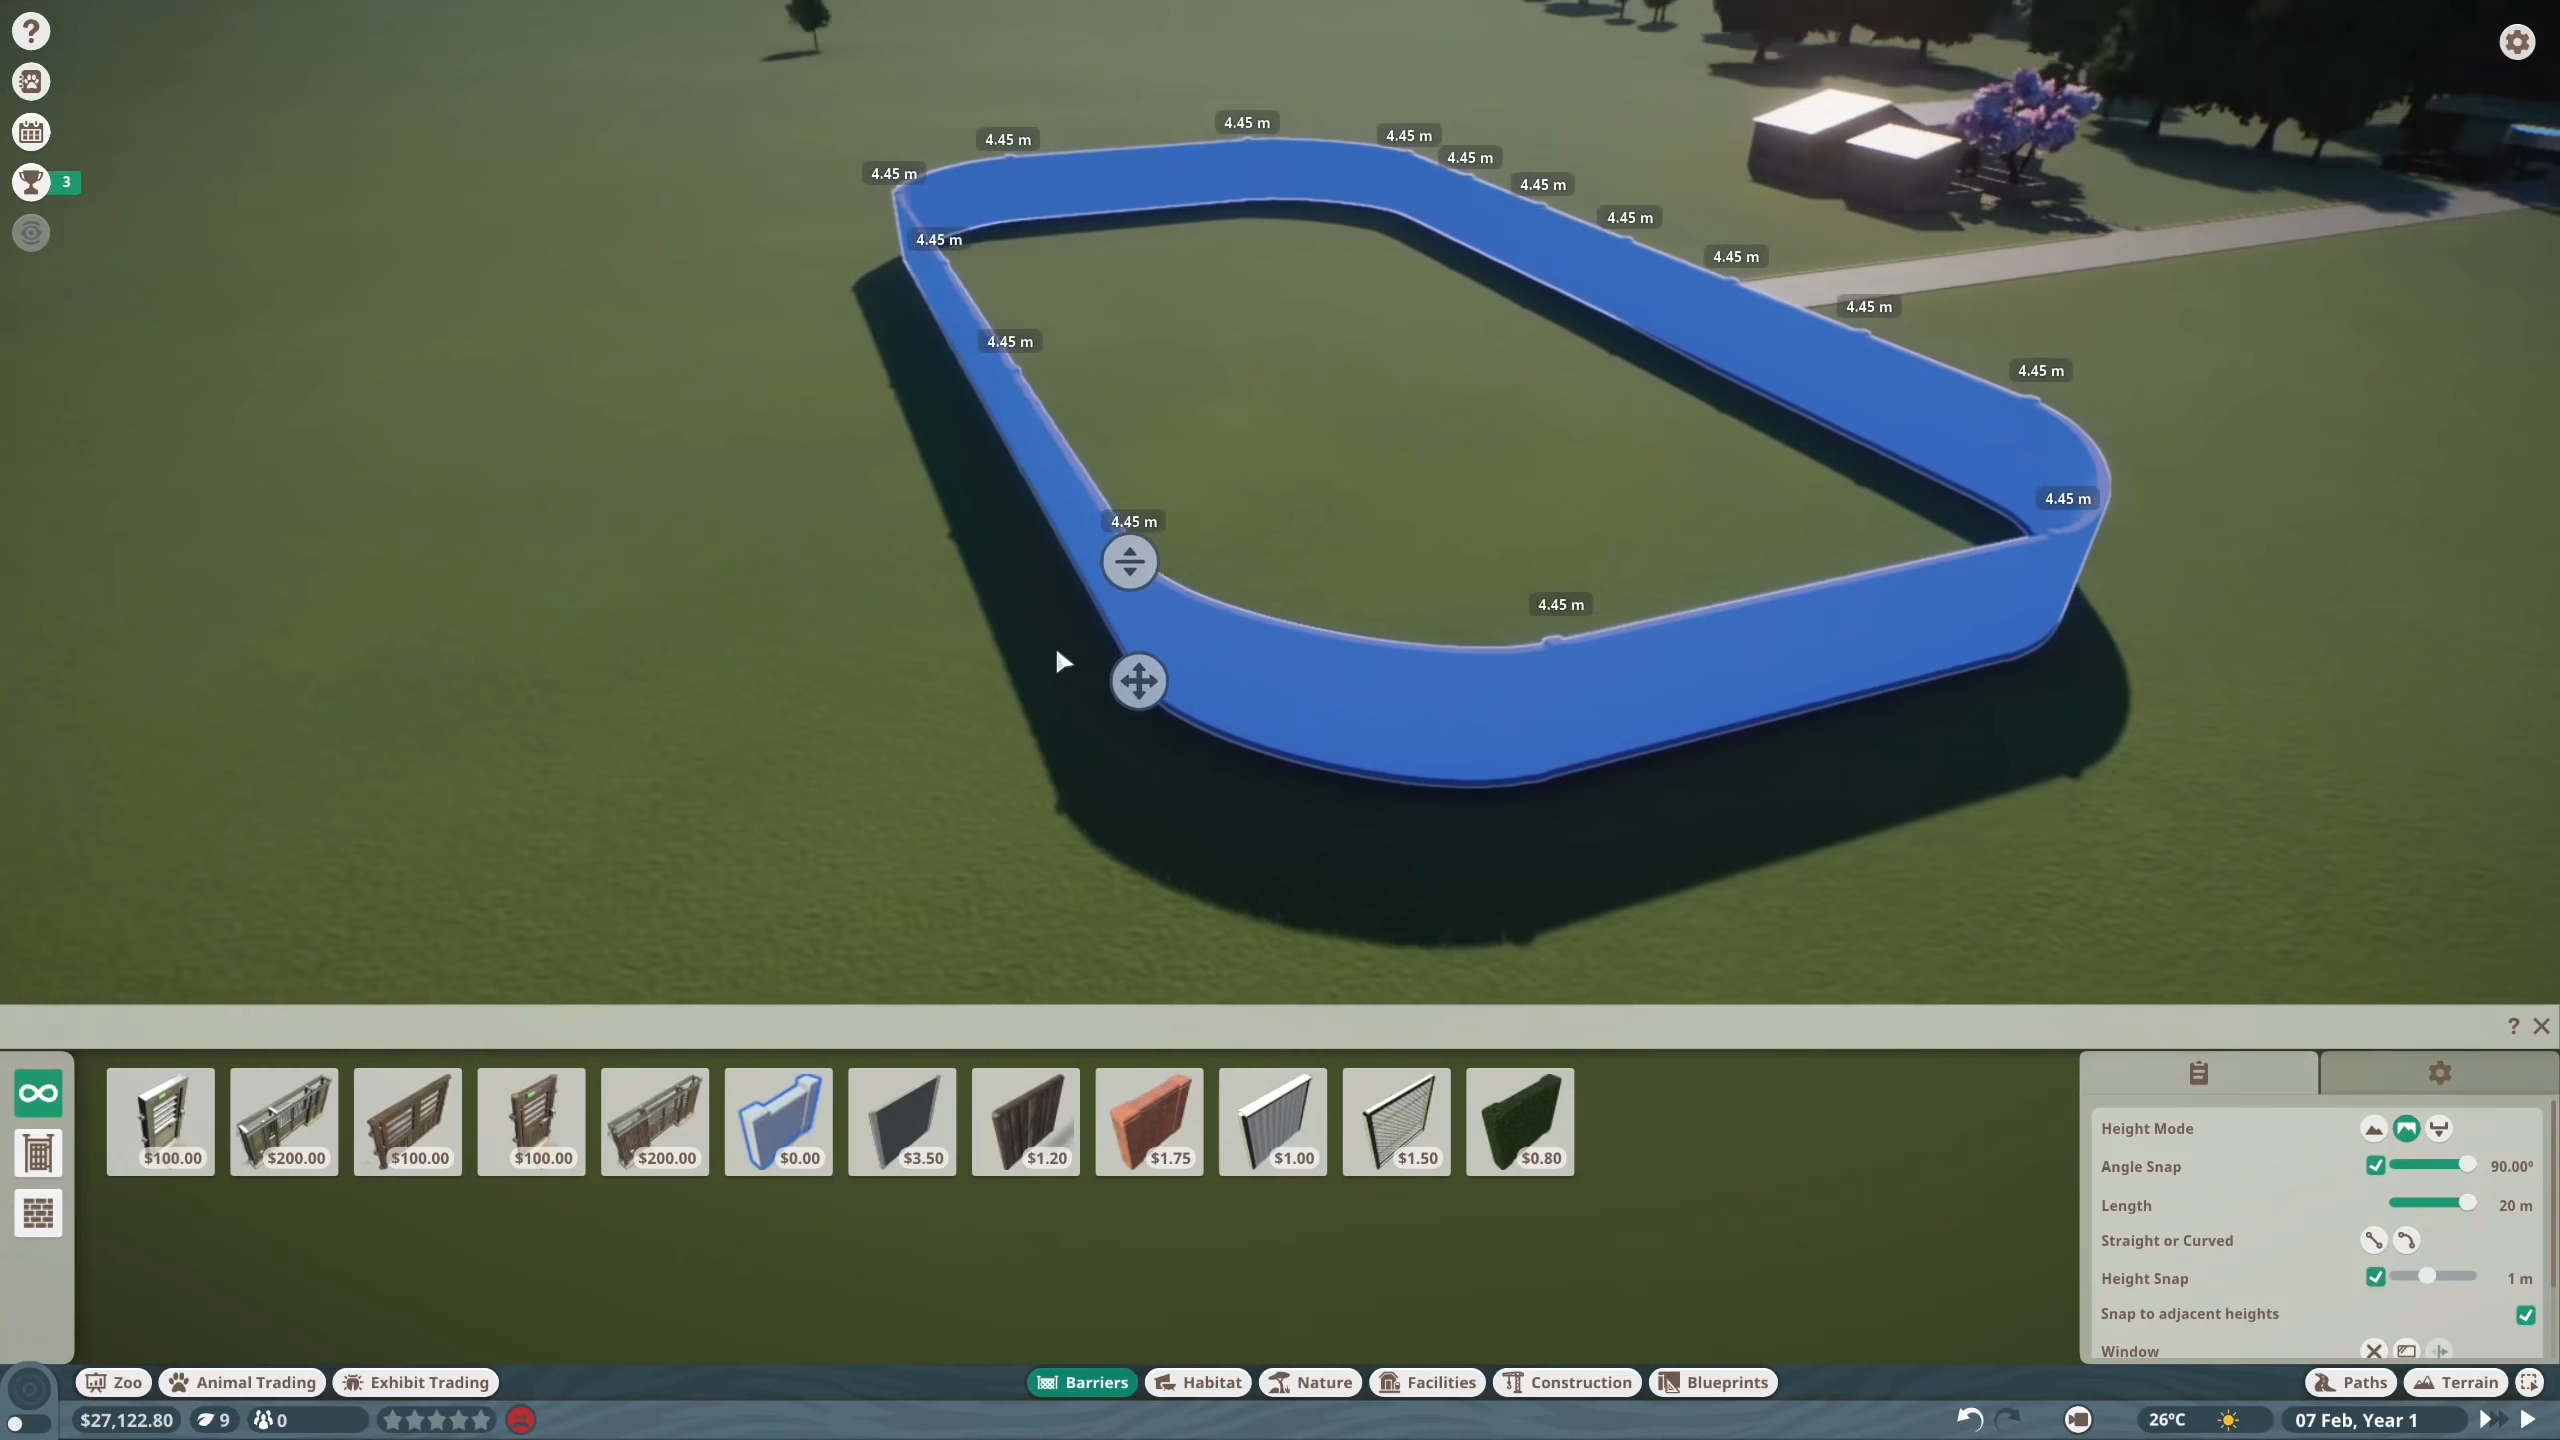 ?
4.45 m
4.45 m
4.45 m
4.45 m
4.45 m
3
4.45 m
4.45 m
4.45 m
4.45 m
4.45 m
4.45 m
4.45 m
4.45 m
4.45 m
4.45 m
?
$100.00
$200.00
$100.00
$100.00
$200.00
$0.00
$3.50
$1.20
$1.75
$1.00
$1.50
$0.80
Height Mode
Angle Snap 90.00°
Length 20 m
Straight or Curved
Height Snap 1 m
Snap to adjacent heights
Window
Zoo Animal Trading Exhibit Trading Barriers Habitat Nature Facilities Construction Blueprints Paths Terrain
$27,122.80 9 0 26°C 07 Feb, Year 1